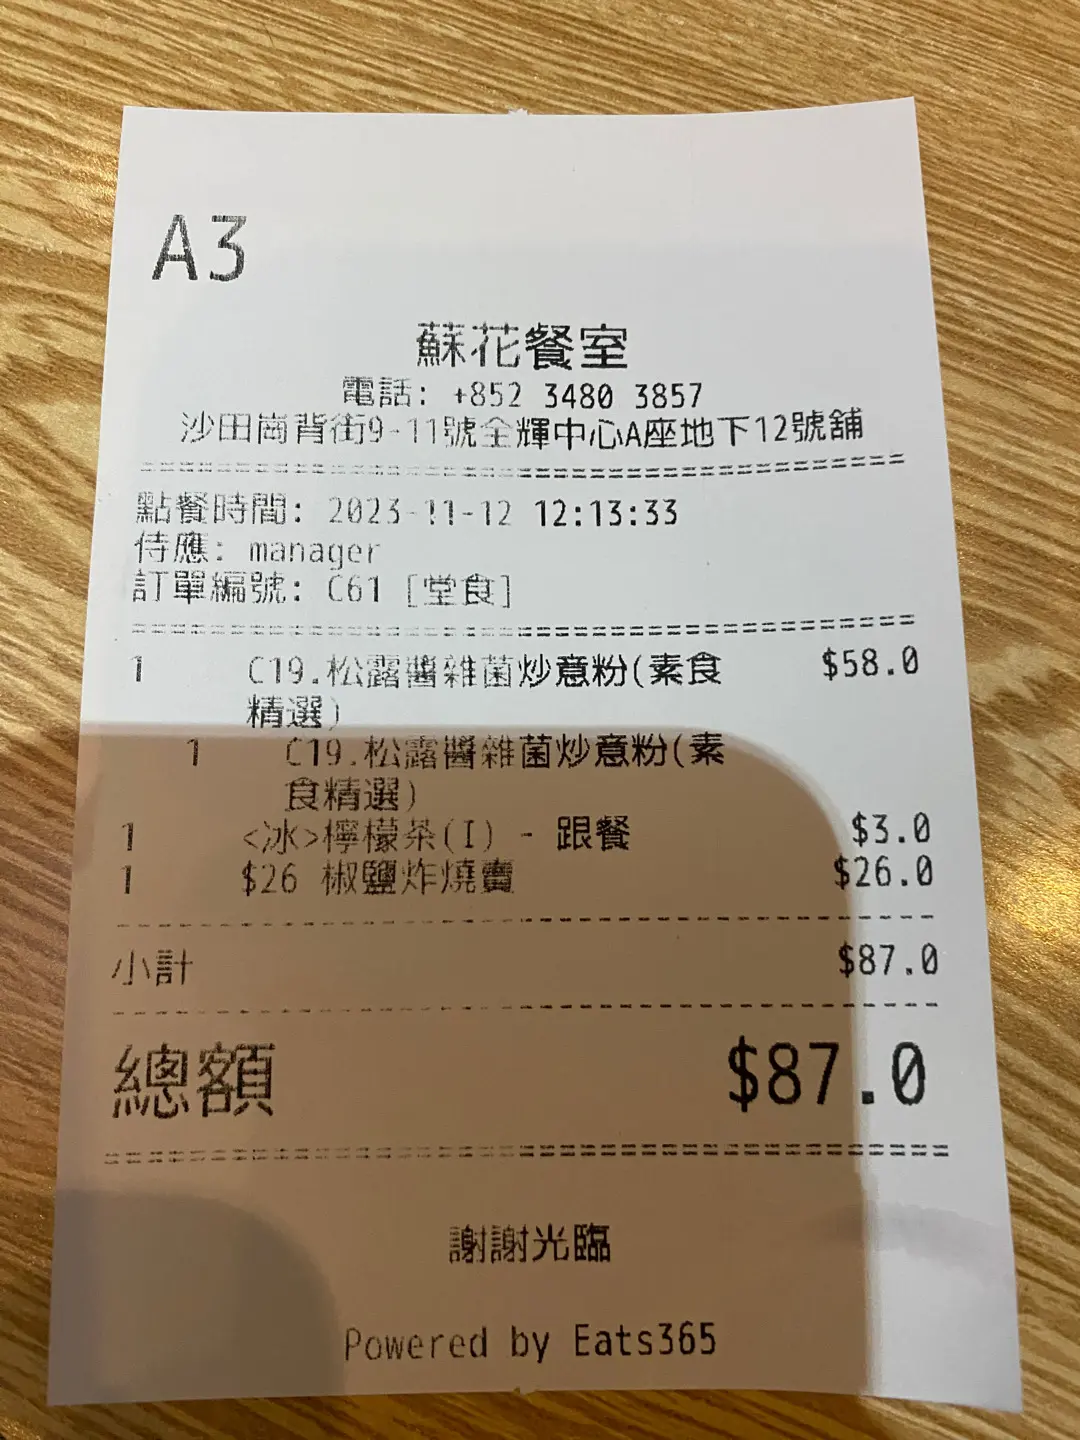 A3
蘇花餐室
電話: +852 3480 3857
沙田崗背街9-11號全輝中心A座地下12號舖
點餐時間: 2023-11-12 12:13:33
侍應: manager
訂單編號: C61 [堂食]
1 C19.松露醬雜菌炒意粉(素食 $58.0
精選)
1 C19.松露醬雜菌炒意粉(素
食精選)
1 <冰>檸檬茶(I) - 跟餐 $3.0
1 $26 椒鹽炸燒賣 $26.0
小計 $87.0
總額 $87.0
謝謝光臨
Powered by Eats365